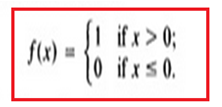 f(x) = {1 if x > 0;
0 if x ≤ 0.